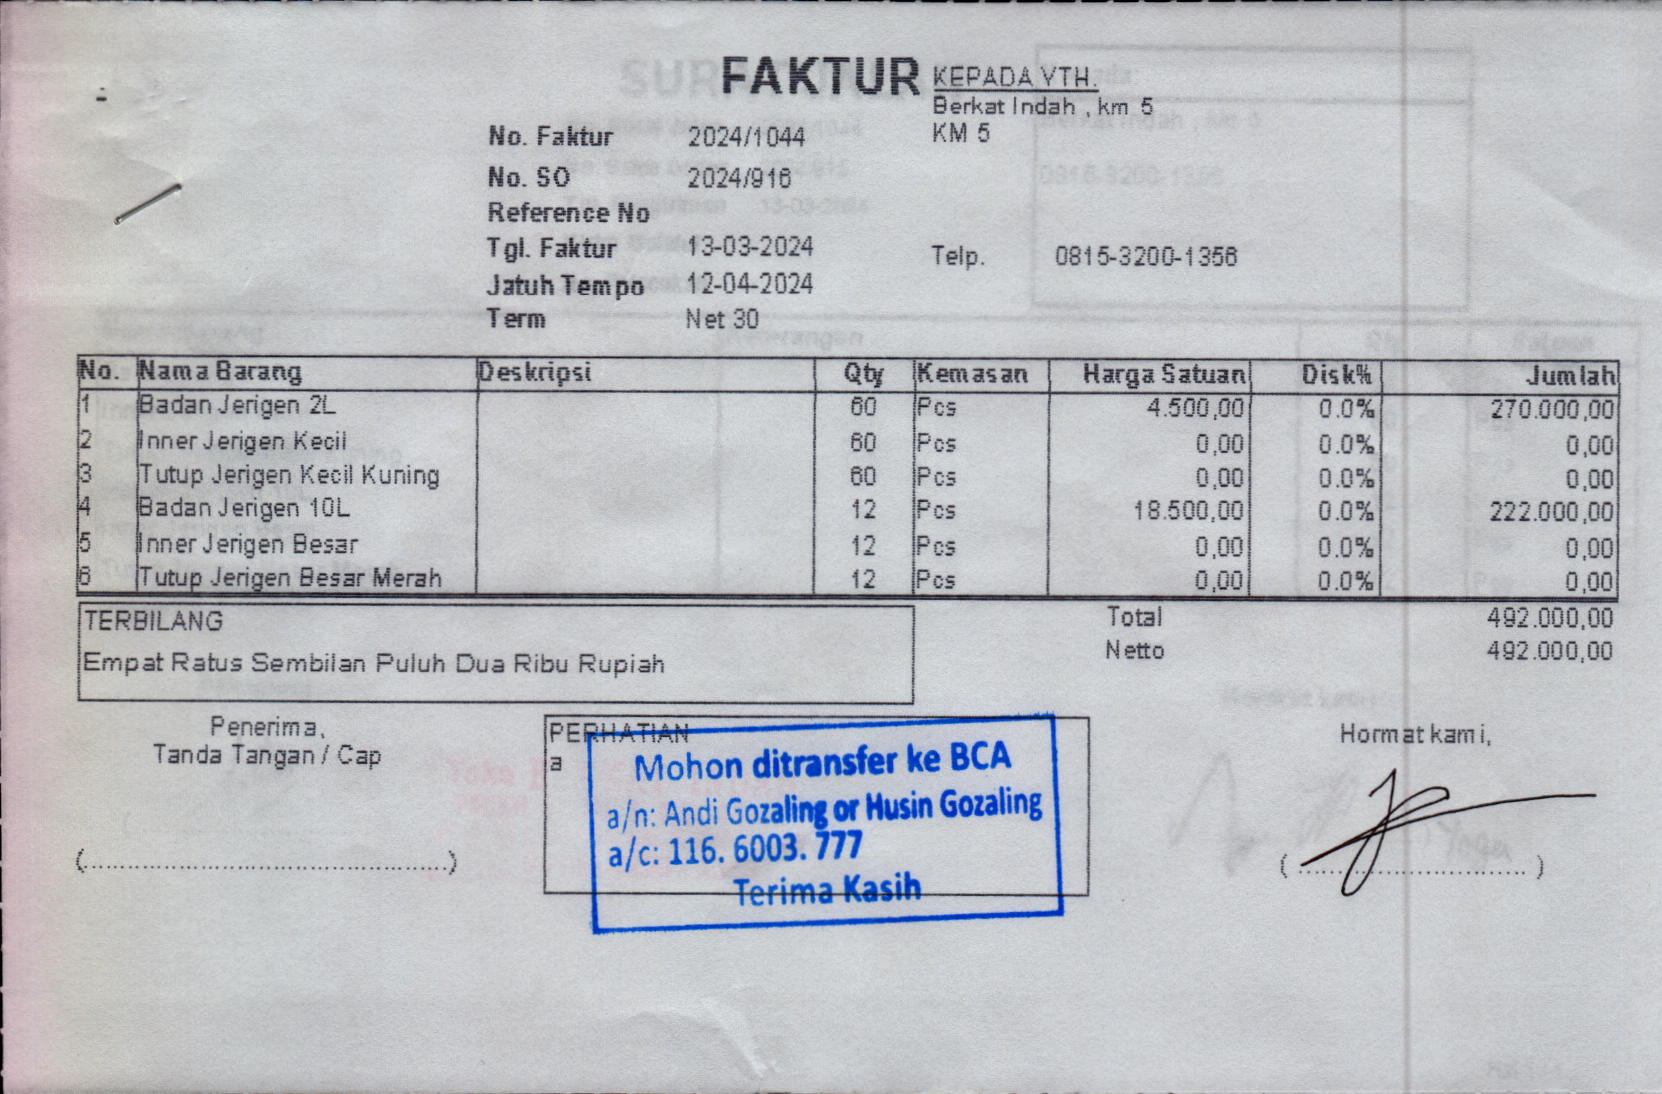 FAKTUR
KEPADA YTH.
Berkat Indah , km 5
KM 5
No. Faktur 2024/1044
No. SO 2024/916
Reference No
Tgl. Faktur 13-03-2024
Telp. 0815-3200-1356
Jatuh Tempo 12-04-2024
Term Net 30
No. Nama Barang Deskripsi Qty Kemasan Harga Satuan Disk% Jumlah
1 Badan Jerigen 2L 60 Pcs 4.500,00 0.0% 270.000,00
2 Inner Jerigen Kecil 60 Pcs 0,00 0.0% 0,00
3 Tutup Jerigen Kecil Kuning 60 Pcs 0,00 0.0% 0,00
4 Badan Jerigen 10L 12 Pcs 18.500,00 0.0% 222.000,00
5 Inner Jerigen Besar 12 Pcs 0,00 0.0% 0,00
6 Tutup Jerigen Besar Merah 12 Pcs 0,00 0.0% 0,00
TERBILANG
Empat Ratus Sembilan Puluh Dua Ribu Rupiah
Total 492.000,00
Netto 492.000,00
Penerima,
Tanda Tangan / Cap
(....................................................)
PERHATIAN
a
Mohon ditransfer ke BCA
a/n: Andi Gozaling or Husin Gozaling
a/c: 116. 6003. 777
Terima Kasih
Hormat kami,
( ................................ )